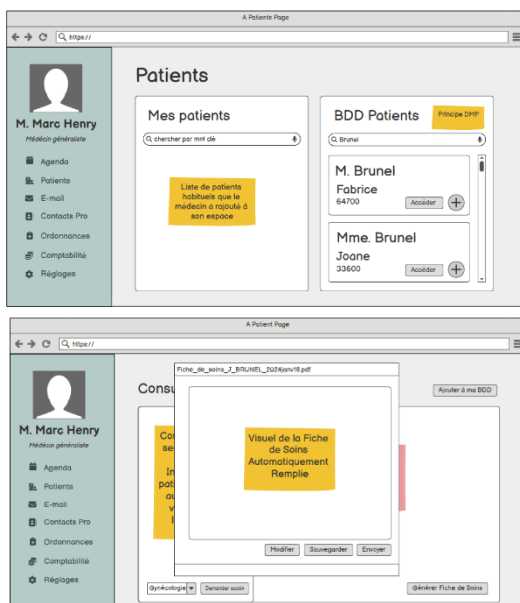 A Patients Page
https://
M. Marc Henry
Médecin généraliste
Agenda
Patients
E-mail
Contacts Pro
Ordonnances
Comptabilité
Réglages
Patients
Mes patients
chercher par mot clé
Liste de patients
habituels que le
médecin a rajouté à
son espace
BDD Patients
Principe DMP
Brunel
M. Brunel
Fabrice
64700
Accéder
Mme. Brunel
Joane
33600
Accéder
A Patient Page
https://
M. Marc Henry
Médecin généraliste
Agenda
Patients
E-mail
Contacts Pro
Ordonnances
Comptabilité
Réglages
Consu
Ajouter à ma BDD
Fiche_de_soins_J_BRUNEL_2024janv18.pdf
Visuel de la Fiche
de Soins
Automatiquement
Remplie
Modifier
Sauvegarder
Envoyer
Gynécologie
Demander accès
Générer Fiche de Soins